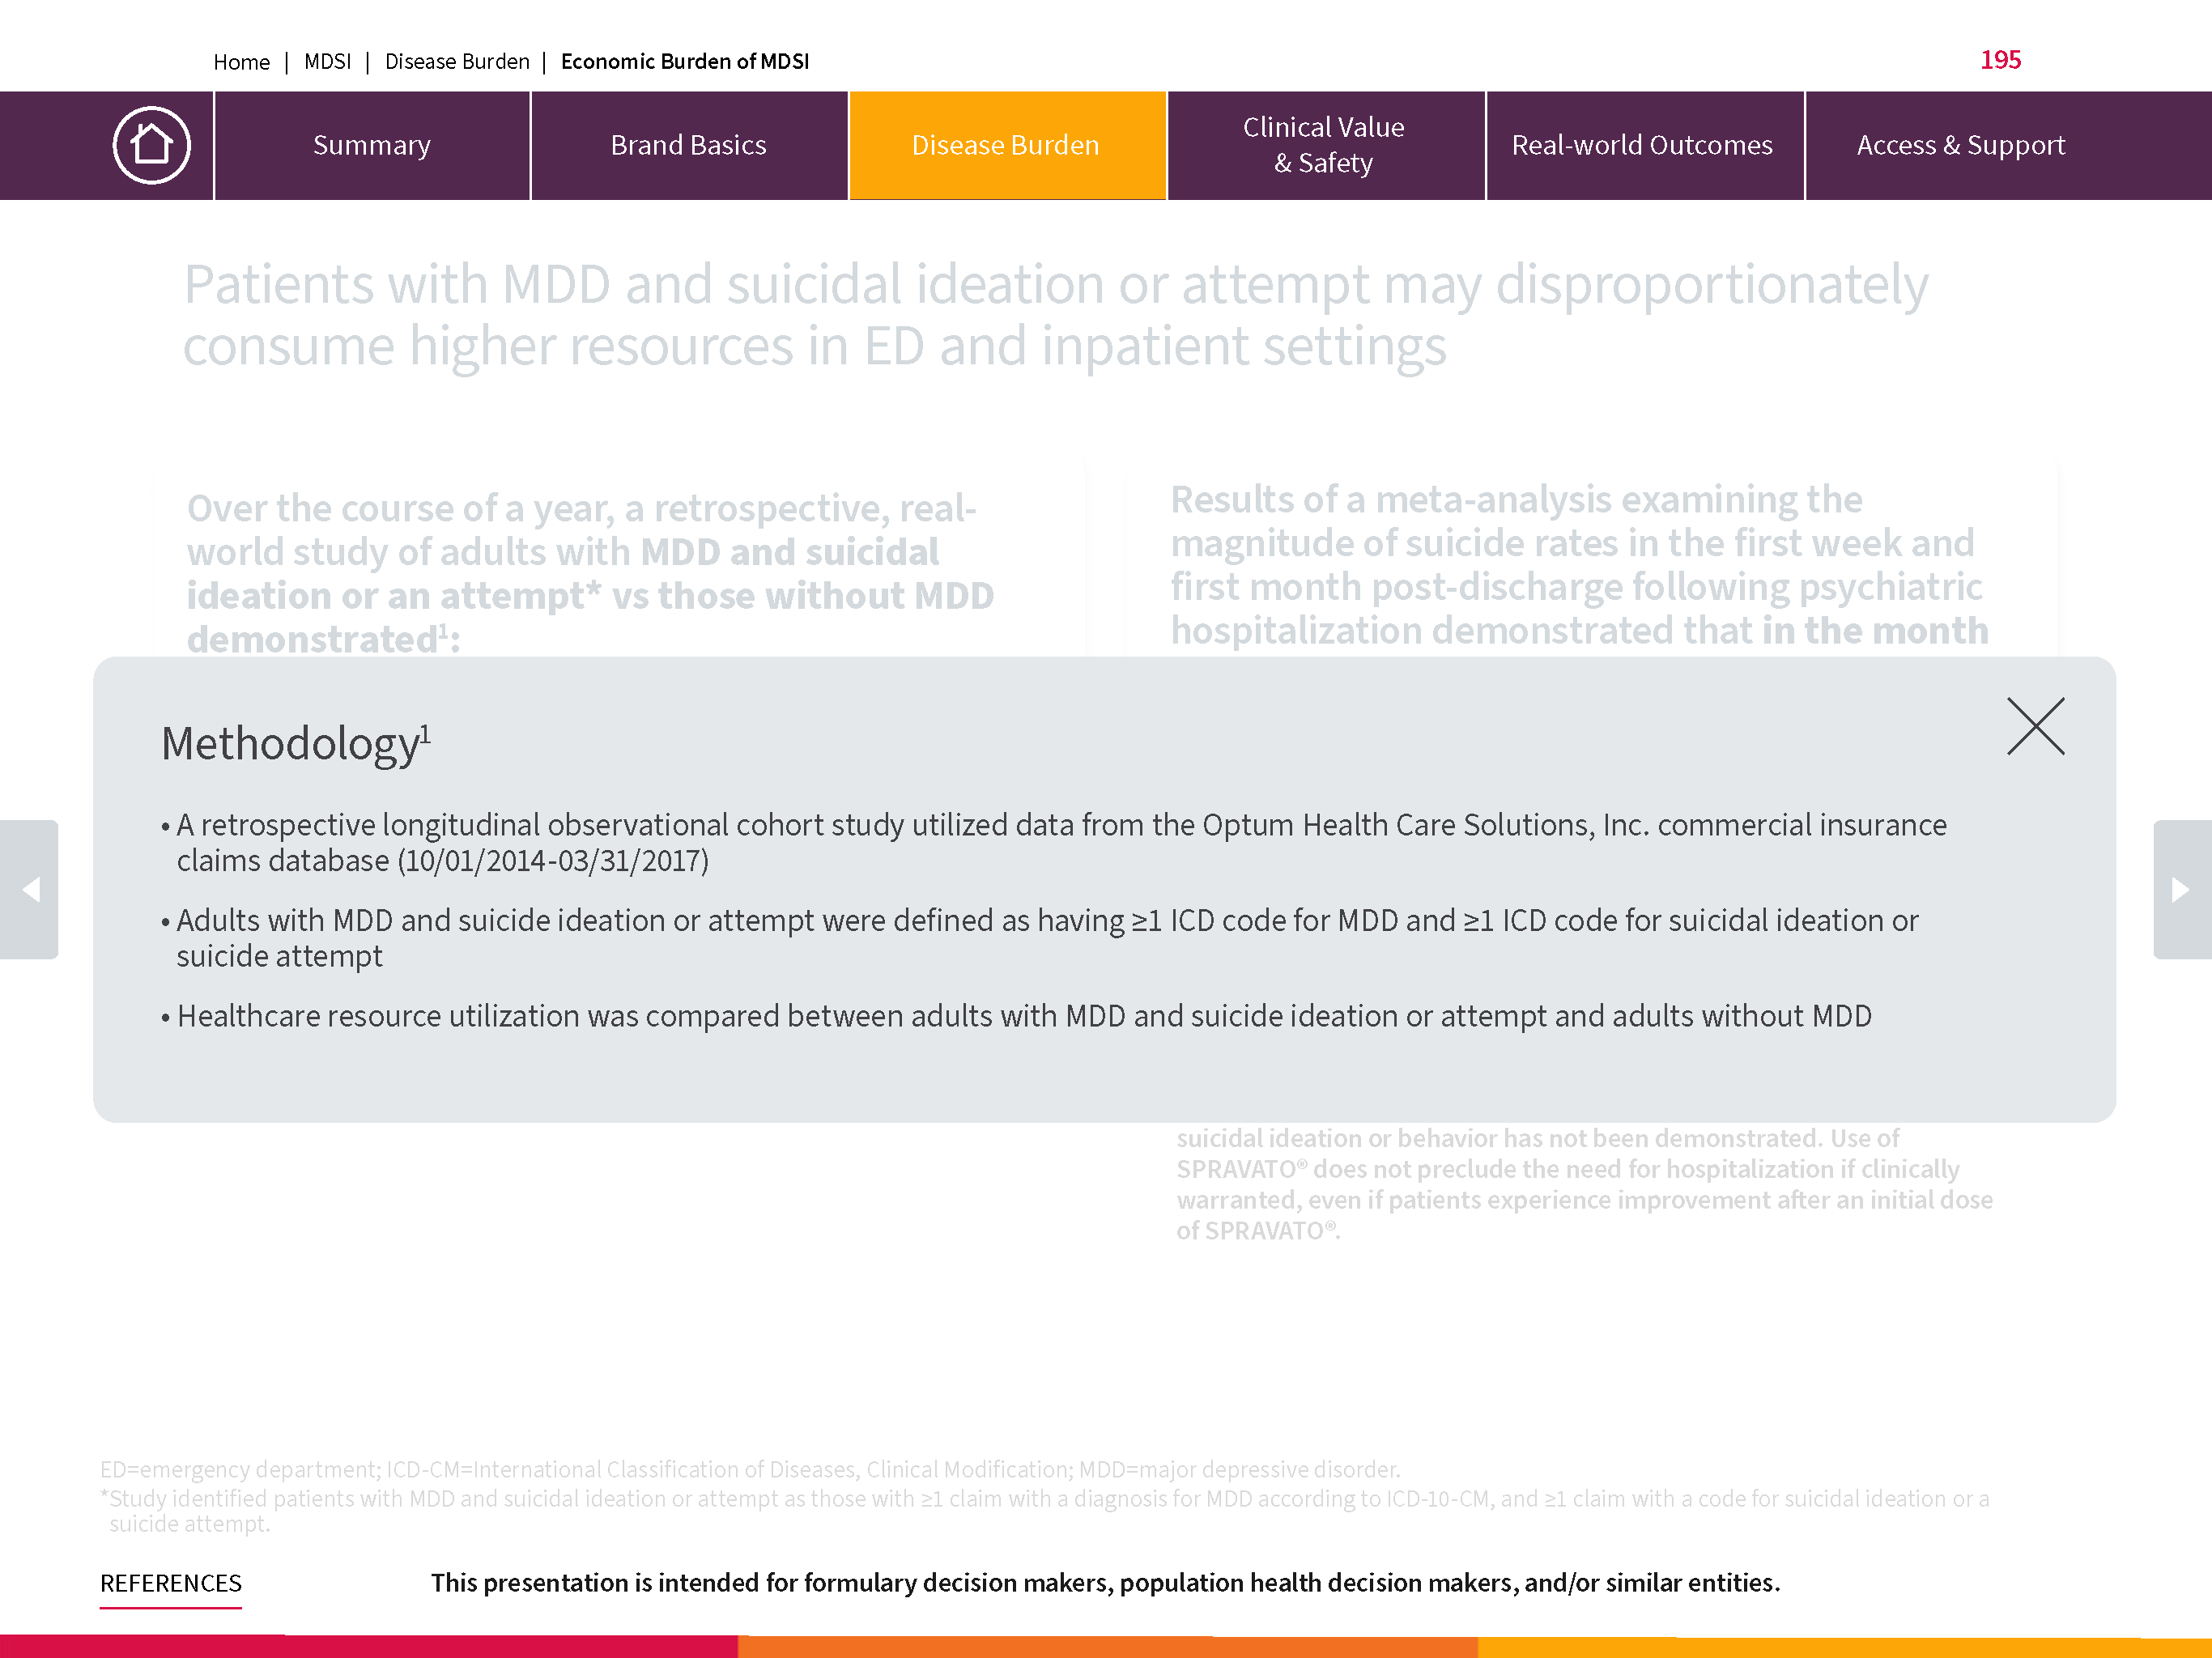 Home | MDSI | Disease Burden | Economic Burden of MDSI
195
Summary
Brand Basics
Disease Burden
Clinical Value
& Safety
Real-world Outcomes
Access & Support
Patients with MDD and suicidal ideation or attempt may disproportionately
consume higher resources in ED and inpatient settings
Over the course of a year, a retrospective, real-
world study of adults with MDD and suicidal
ideation or an attempt* vs those without MDD
demonstrated¹:
Results of a meta-analysis examining the
magnitude of suicide rates in the first week and
first month post-discharge following psychiatric
hospitalization demonstrated that in the month
Methodology¹
• A retrospective longitudinal observational cohort study utilized data from the Optum Health Care Solutions, Inc. commercial insurance
claims database (10/01/2014-03/31/2017)
• Adults with MDD and suicide ideation or attempt were defined as having ≥1 ICD code for MDD and ≥1 ICD code for suicidal ideation or
suicide attempt
• Healthcare resource utilization was compared between adults with MDD and suicide ideation or attempt and adults without MDD
suicidal ideation or behavior has not been demonstrated. Use of
SPRAVATO® does not preclude the need for hospitalization if clinically
warranted, even if patients experience improvement after an initial dose
of SPRAVATO®.
ED=emergency department; ICD-CM=International Classification of Diseases, Clinical Modification; MDD=major depressive disorder.
*Study identified patients with MDD and suicidal ideation or attempt as those with ≥1 claim with a diagnosis for MDD according to ICD-10-CM, and ≥1 claim with a code for suicidal ideation or a
suicide attempt.
REFERENCES
This presentation is intended for formulary decision makers, population health decision makers, and/or similar entities.